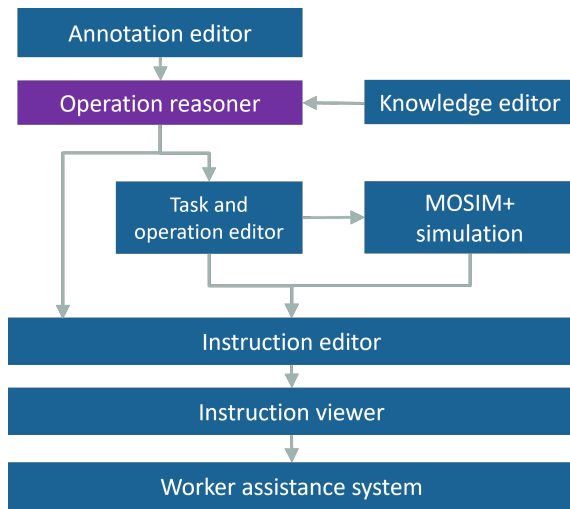 Annotation editor
Operation reasoner
Knowledge editor
Task and
operation editor
MOSIM+
simulation
Instruction editor
Instruction viewer
Worker assistance system